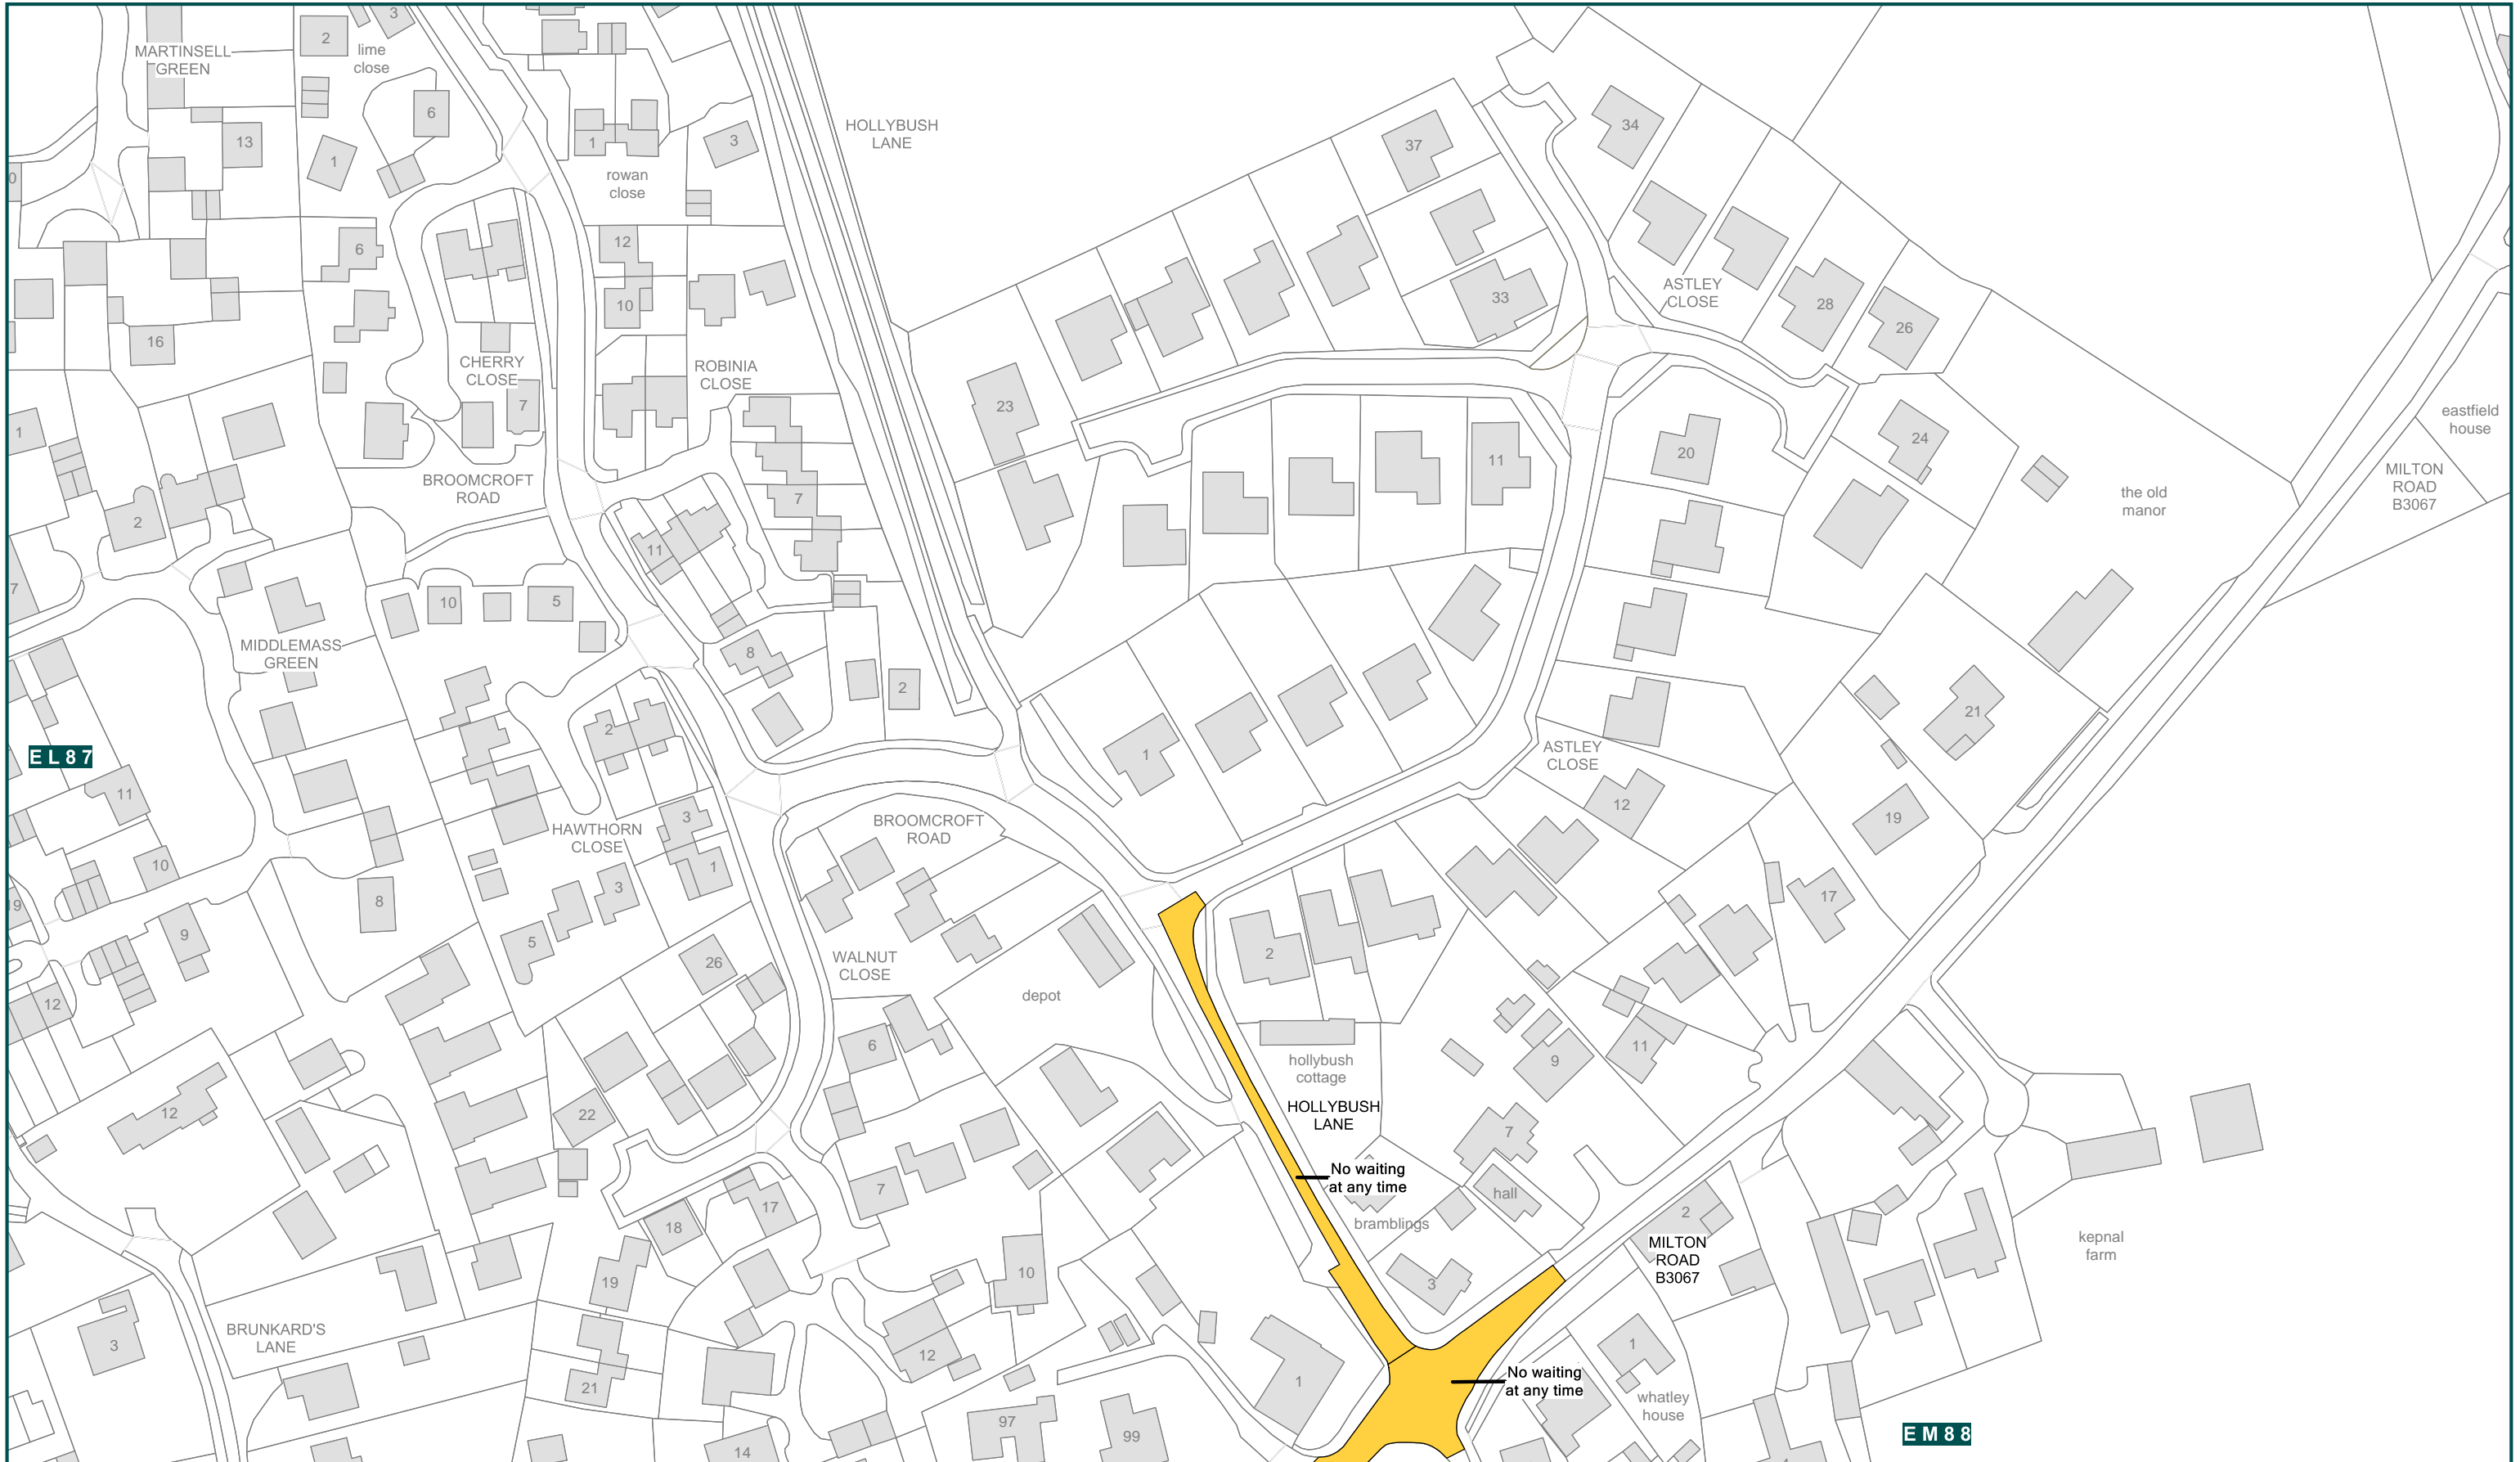 3
2
lime
close
MARTINSELL
GREEN
6
13
1
1
3
HOLLYBUSH
LANE
37
34
rowan
close
0
6
12
10
ASTLEY
CLOSE
33
28
26
16
CHERRY
CLOSE
ROBINIA
CLOSE
7
23
eastfield
house
1
20
24
11
BROOMCROFT
ROAD
MILTON
ROAD
B3067
the old
manor
7
2
11
7
10
5
MIDDLEMASS
GREEN
8
2
21
2
E L 8 7
1
ASTLEY
CLOSE
11
12
19
HAWTHORN
CLOSE
3
BROOMCROFT
ROAD
10
1
3
17
8
19
9
5
26
WALNUT
CLOSE
2
depot
12
6
11
9
hollybush
cottage
12
22
HOLLYBUSH
LANE
7
No waiting
at any time
7
hall
17
18
bramblings
2
MILTON
ROAD
B3067
kepnal
farm
19
10
3
BRUNKARD'S
LANE
3
12
1
21
1
No waiting
at any time
whatley
house
97
99
14
E M 8 8